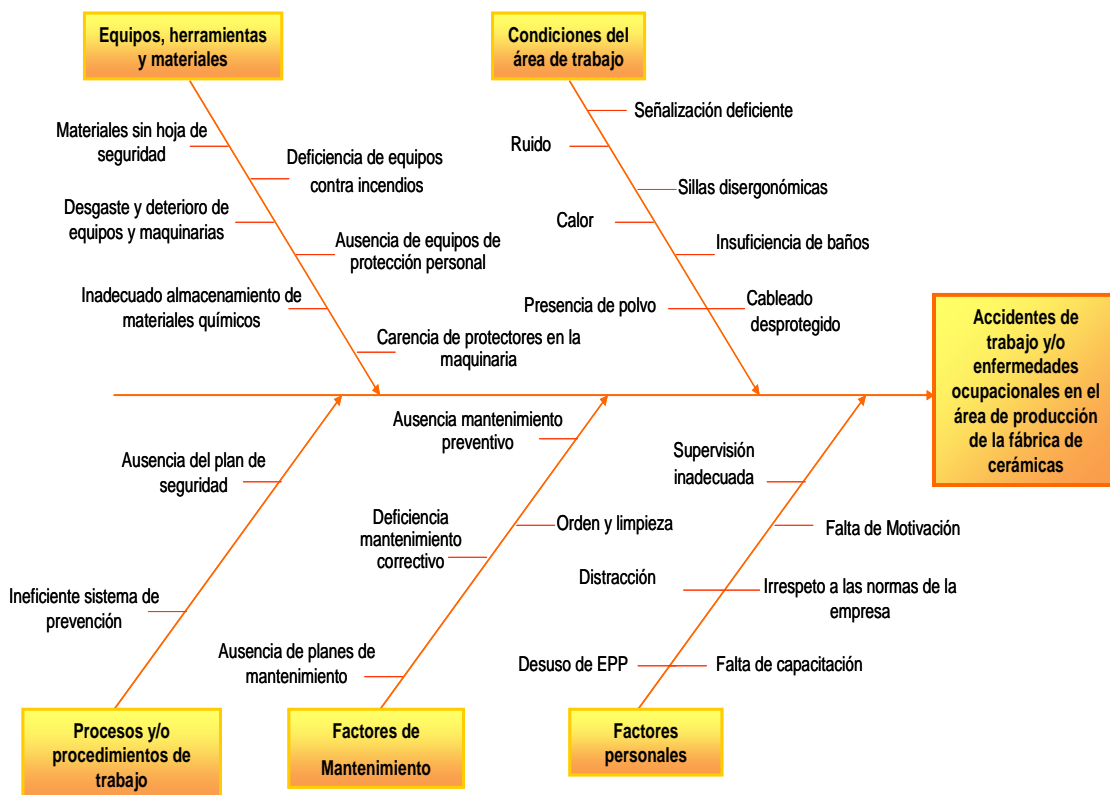 Equipos, herramientas
y materiales
Condiciones del
área de trabajo
Materiales sin hoja de
seguridad
Deficiencia de equipos
contra incendios
Desgaste y deterioro de
equipos y maquinarias
Ausencia de equipos de
protección personal
Inadecuado almacenamiento de
materiales químicos
Carencia de protectores en la
maquinaria
Señalización deficiente
Ruido
Sillas disergonómicas
Calor
Insuficiencia de baños
Presencia de polvo
Cableado
desprotegido
Accidentes de
trabajo y/o
enfermedades
ocupacionales en el
área de producción
de la fábrica de
cerámicas
Ausencia del plan de
seguridad
Ineficiente sistema de
prevención
Ausencia mantenimiento
preventivo
Deficiencia
mantenimiento
correctivo
Orden y limpieza
Ausencia de planes de
mantenimiento
Supervisión
inadecuada
Falta de Motivación
Distracción
Irrespeto a las normas de la
empresa
Desuso de EPP
Falta de capacitación
Procesos y/o
procedimientos de
trabajo
Factores de
Mantenimiento
Factores
personales